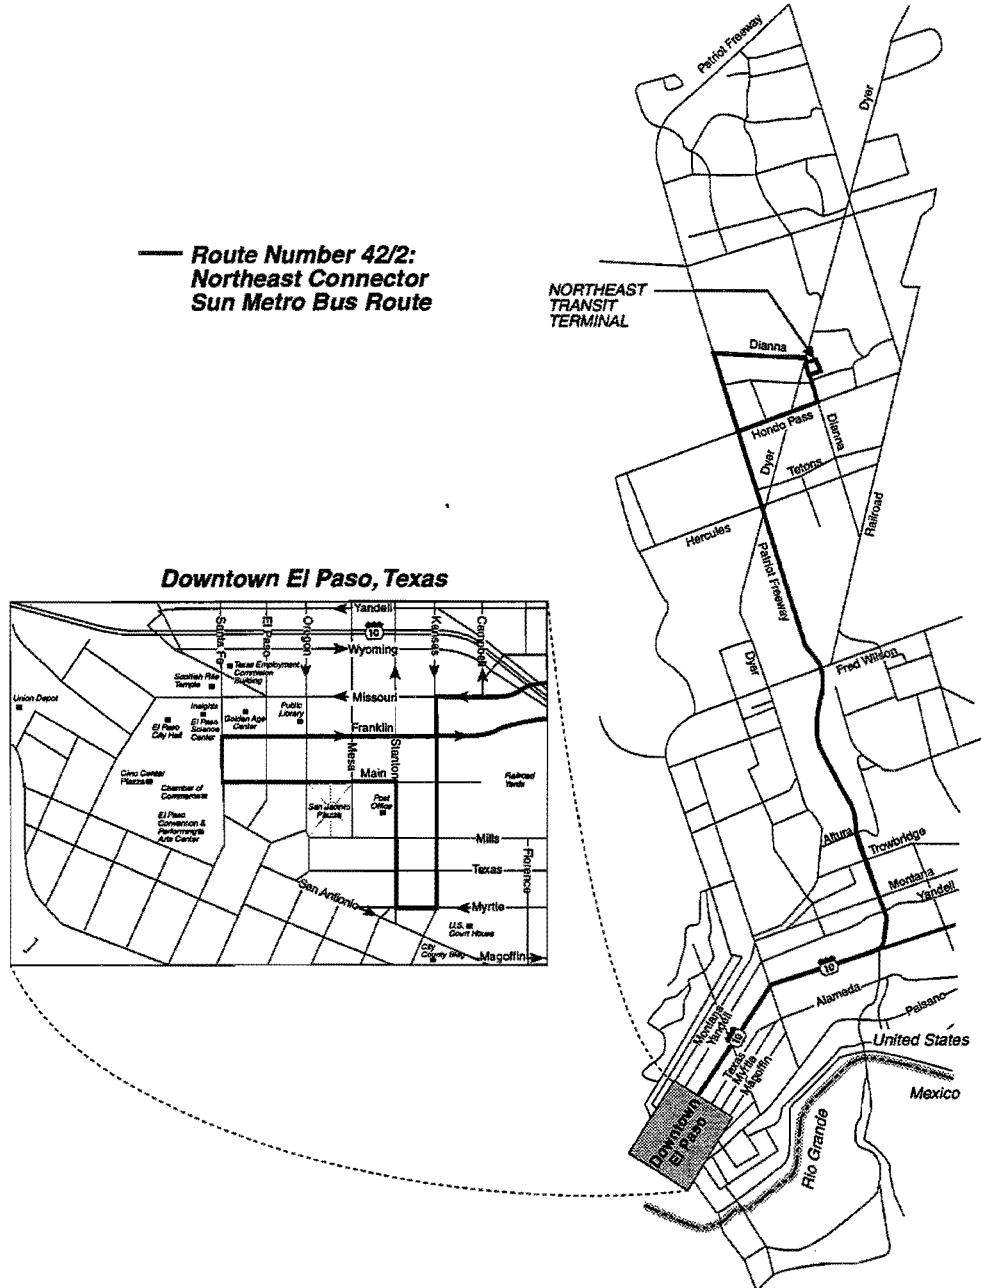 Patriot Freeway
Dyer
Route Number 42/2:
Northeast Connector
Sun Metro Bus Route
NORTHEAST
TRANSIT
TERMINAL
Dianna
Hondo Pass
Dianna
Dyer
Tetons
Hercules
Railroad
Patriot Freeway
Dyer
Fred Wilson
Altura
Trowbridge
Montana
Yandell
10
Alameda
Paisano
Montana
Yandell
10
Texas
Myrtle
Magoffin
United States
Mexico
Rio Grande
Downtown
El Paso
Downtown El Paso, Texas
Yandell
Santa Fe
El Paso
Oregon
10
Kansas
Campbell
Wyoming
Texas Employment
Commission
Building
Scottish Rite
Temple
Missouri
Union Depot
Insights
El Paso
Science
Center
Golden Age
Center
Public
Library
El Paso
City Hall
Franklin
Mesa
Stanton
Main
Civic Center
Plaza
Chamber of
Commerce
San Jacinto
Plaza
Post
Office
Railroad
Yards
El Paso
Convention &
Performing
Arts Center
Mills
Texas
Florence
San Antonio
Myrtle
U.S.
Court House
City
County Bldg
Magoffin